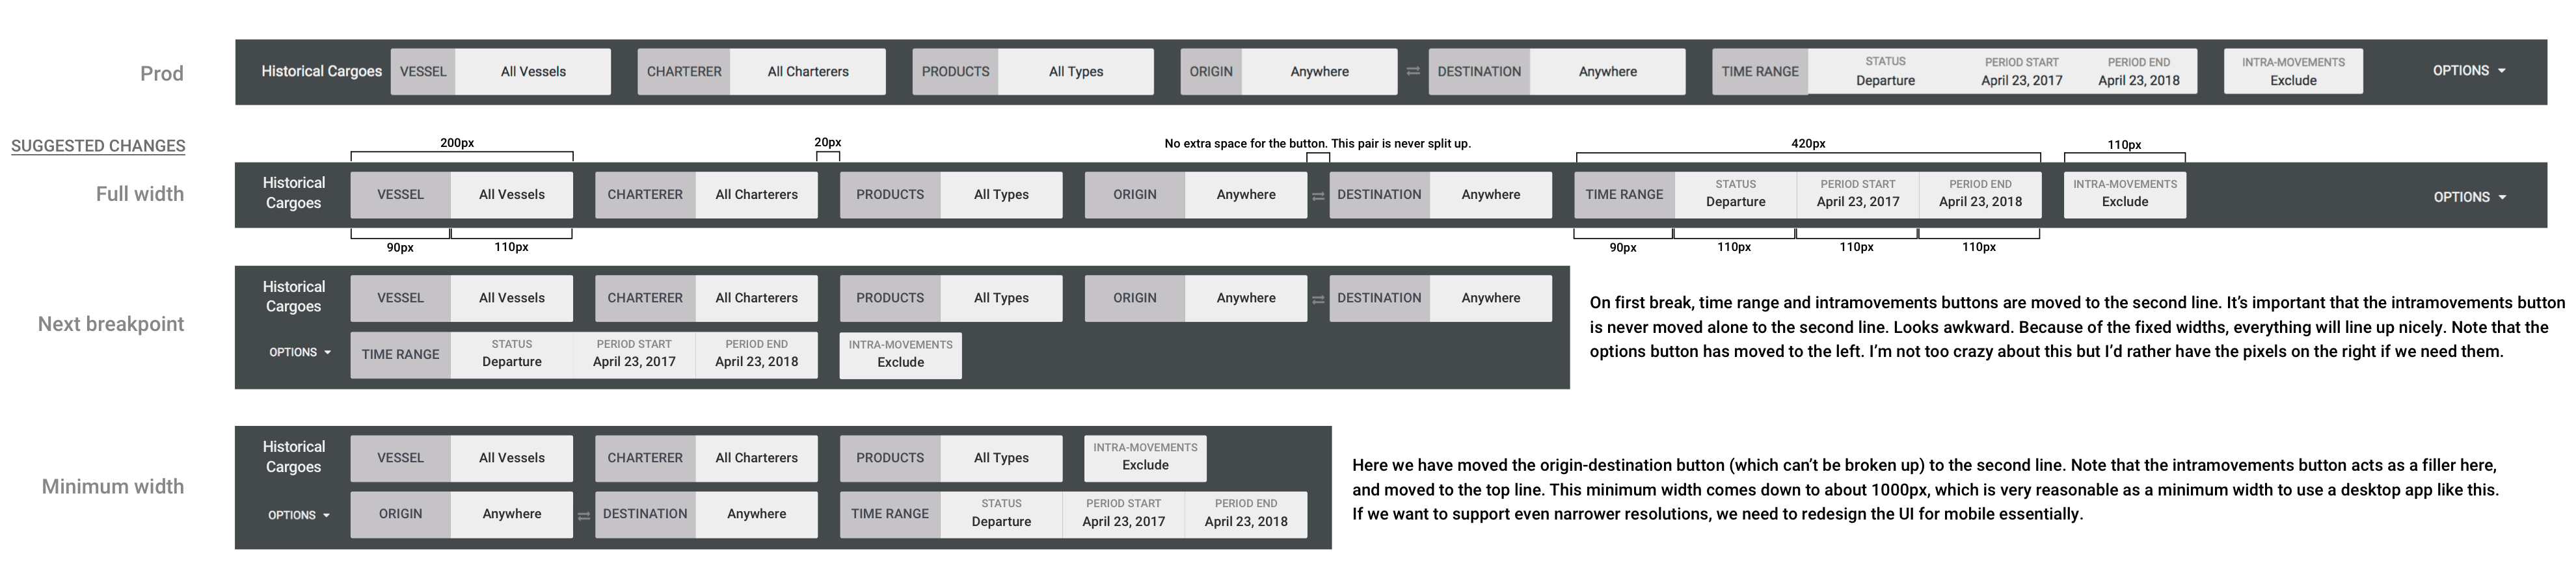 Prod
Historical Cargoes VESSEL All Vessels CHARTERER All Charterers PRODUCTS All Types ORIGIN Anywhere DESTINATION Anywhere TIME RANGE STATUS Departure PERIOD START April 23, 2017 PERIOD END April 23, 2018 INTRA-MOVEMENTS Exclude OPTIONS
SUGGESTED CHANGES
200px 20px No extra space for the button. This pair is never split up. 420px 110px
Full width
Historical Cargoes VESSEL All Vessels CHARTERER All Charterers PRODUCTS All Types ORIGIN Anywhere DESTINATION Anywhere TIME RANGE STATUS Departure PERIOD START April 23, 2017 PERIOD END April 23, 2018 INTRA-MOVEMENTS Exclude OPTIONS
90px 110px 90px 110px 110px 110px
Next breakpoint
Historical Cargoes VESSEL All Vessels CHARTERER All Charterers PRODUCTS All Types ORIGIN Anywhere DESTINATION Anywhere
OPTIONS TIME RANGE STATUS Departure PERIOD START April 23, 2017 PERIOD END April 23, 2018 INTRA-MOVEMENTS Exclude
On first break, time range and intramovements buttons are moved to the second line. It's important that the intramovements button
is never moved alone to the second line. Looks awkward. Because of the fixed widths, everything will line up nicely. Note that the
options button has moved to the left. I'm not too crazy about this but I'd rather have the pixels on the right if we need them.
Minimum width
Historical Cargoes VESSEL All Vessels CHARTERER All Charterers PRODUCTS All Types INTRA-MOVEMENTS Exclude
OPTIONS ORIGIN Anywhere DESTINATION Anywhere TIME RANGE STATUS Departure PERIOD START April 23, 2017 PERIOD END April 23, 2018
Here we have moved the origin-destination button (which can't be broken up) to the second line. Note that the intramovements button acts as a filler here,
and moved to the top line. This minimum width comes down to about 1000px, which is very reasonable as a minimum width to use a desktop app like this.
If we want to support even narrower resolutions, we need to redesign the UI for mobile essentially.